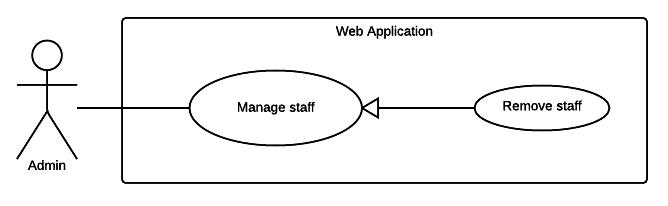 Web Application
Manage staff
Remove staff
Admin